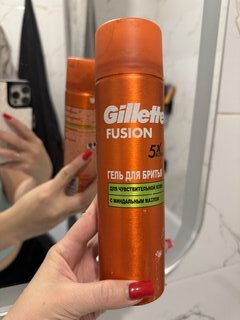 Gillette
FUSION
5X
ГЕЛЬ ДЛЯ БРИТЬЯ
ДЛЯ ЧУВСТВИТЕЛЬНОЙ КОЖИ
С МИНДАЛЬНЫМ МАСЛОМ